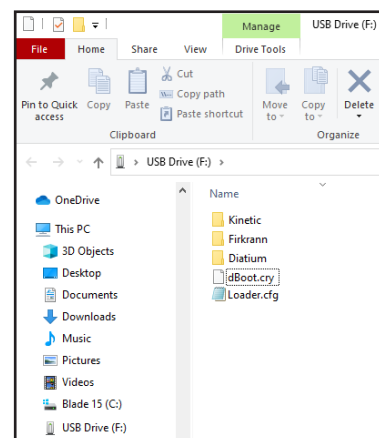 Manage USB Drive (F:)
File Home Share View Drive Tools
Pin to Quick access
Copy
Paste
Cut
Copy path
Paste shortcut
Move to
Copy to
Delete
Clipboard
Organize
USB Drive (F:)
OneDrive
This PC
3D Objects
Desktop
Documents
Downloads
Music
Pictures
Videos
Blade 15 (C:)
USB Drive (F:)
Name
Kinetic
Firkrann
Diatium
dBoot.cry
Loader.cfg